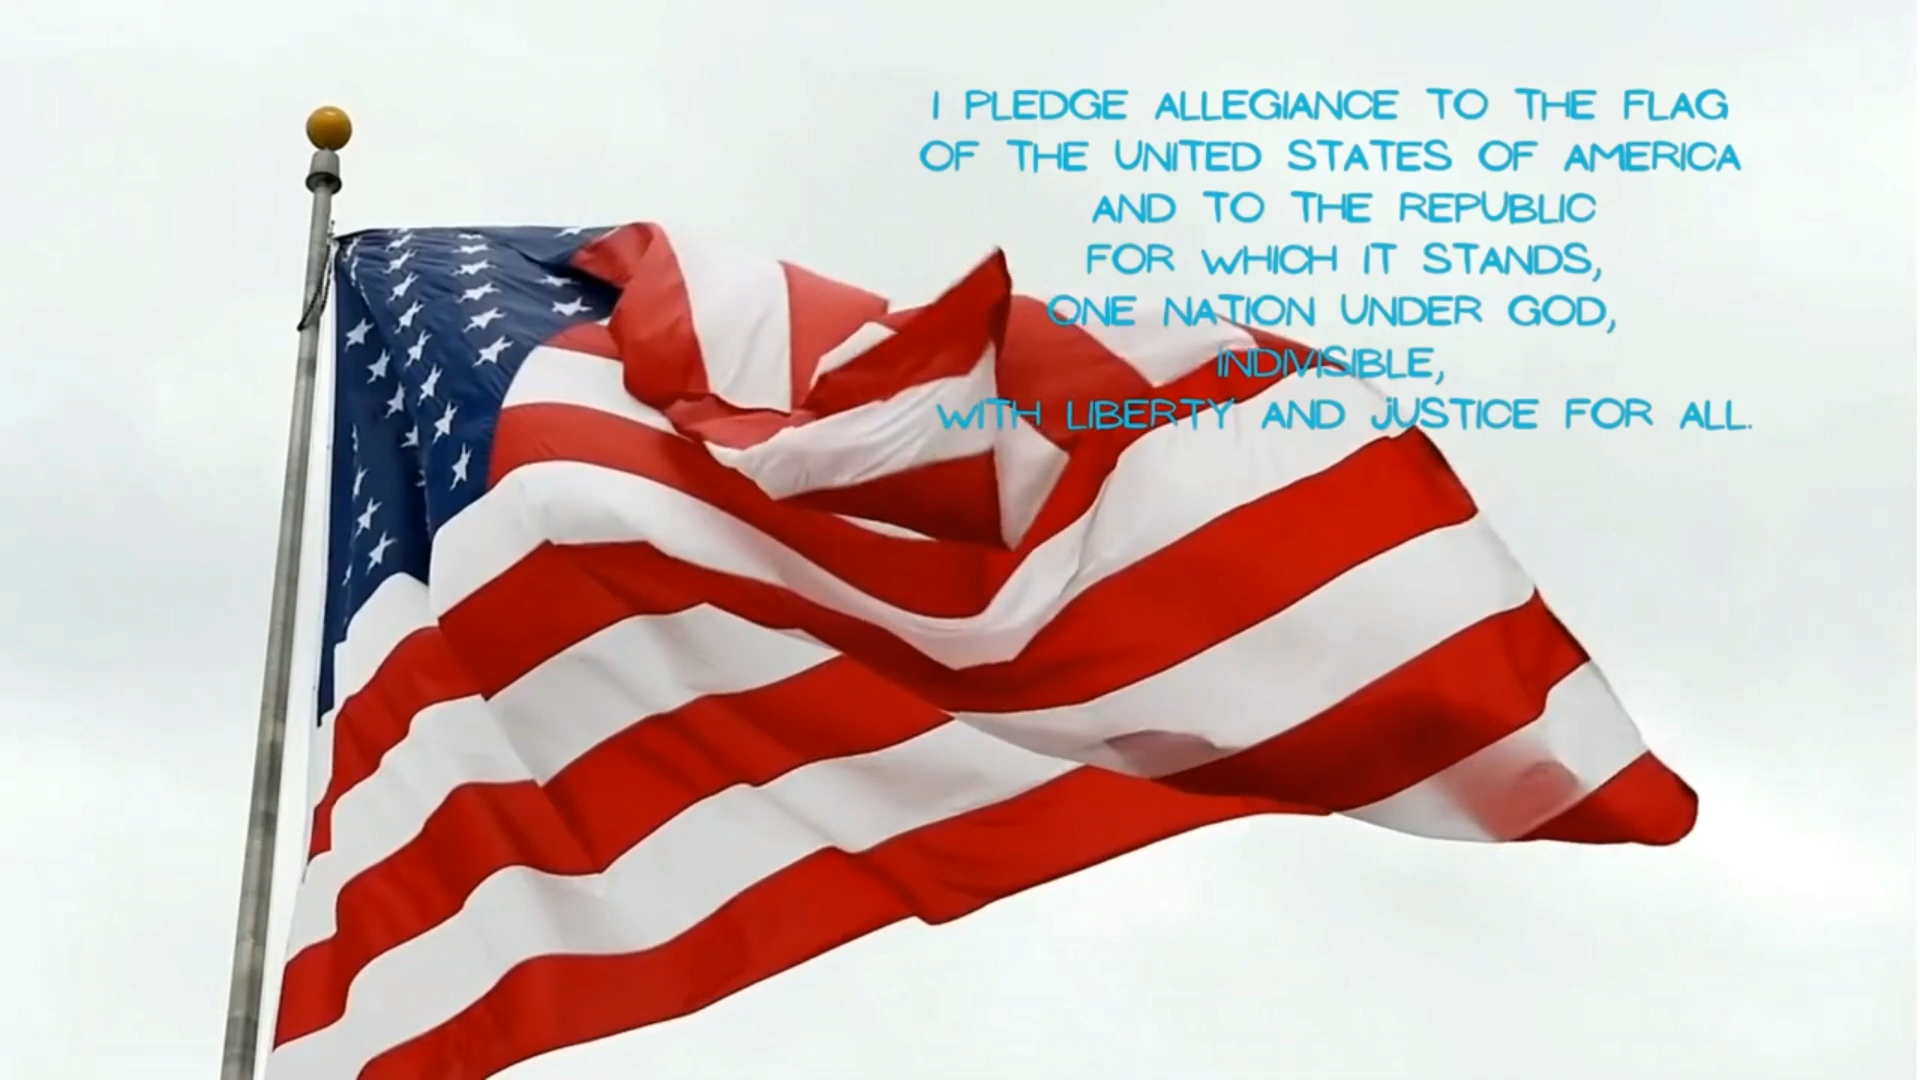 I PLEDGE ALLEGIANCE TO THE FLAG
OF THE UNITED STATES OF AMERICA
AND TO THE REPUBLIC
FOR WHICH IT STANDS,
ONE NATION UNDER GOD,
INDIVISIBLE,
WITH LIBERTY AND JUSTICE FOR ALL.